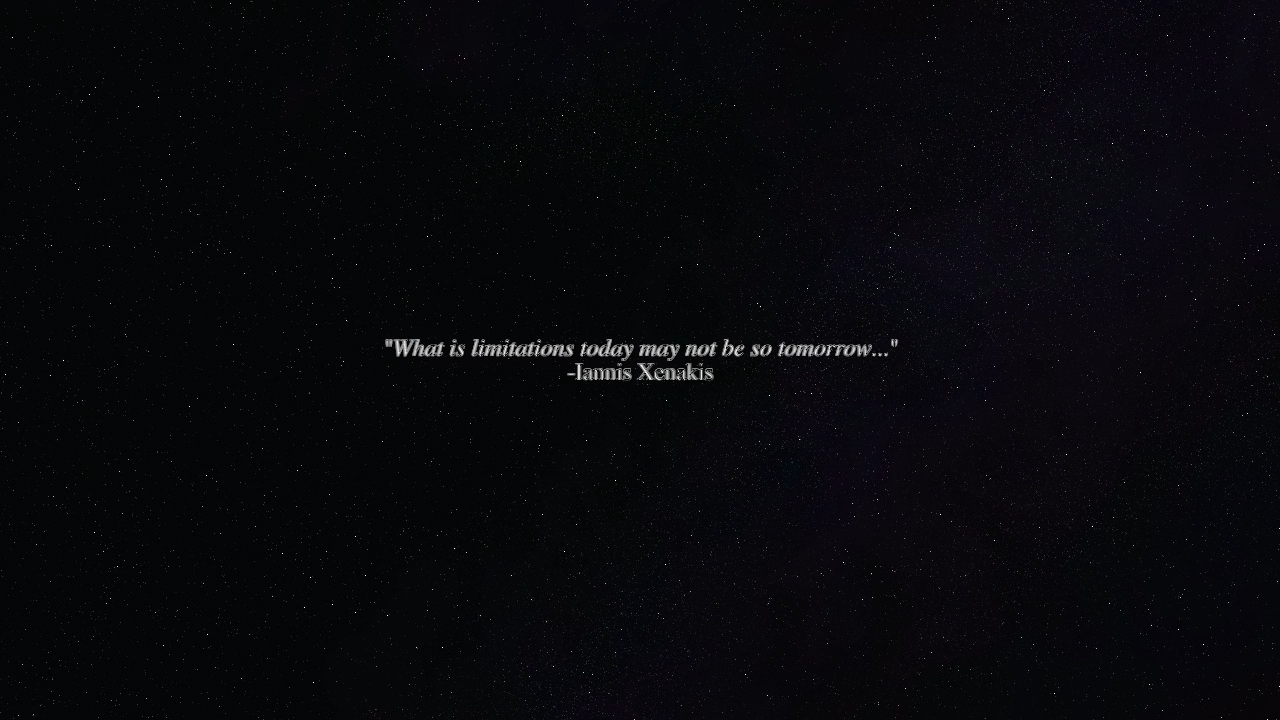 "What is limitations today may not be so tomorrow..."
-Iannis Xenakis